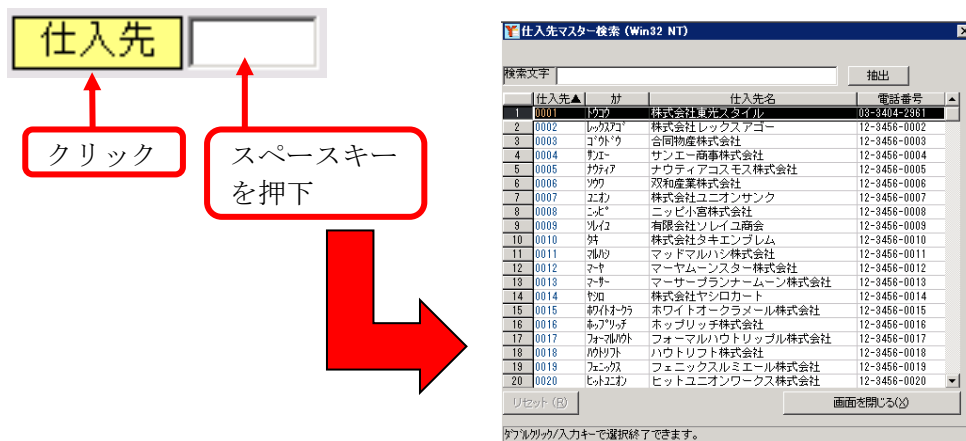 仕入先
クリック
スペースキー
を押下
仕入先マスター検索 (Win32 NT)
検索文字 抽出
仕入先▲ ｶﾅ 仕入先名 電話番号
1 0001 ﾄｳｺｳ 株式会社東光スタイル 03-3404-2961
2 0002 ﾚｯｸｽｱｺﾞ 株式会社レックスアゴー 12-3456-0002
3 0003 ｺﾞｳﾄﾞｳ 合同物産株式会社 12-3456-0003
4 0004 ｻﾝｴｰ サンエー商事株式会社 12-3456-0004
5 0005 ﾅｳﾃｨｱ ナウティアコスモス株式会社 12-3456-0005
6 0006 ｿｳﾜ 双和産業株式会社 12-3456-0006
7 0007 ﾕﾆｵﾝ 株式会社ユニオンサンク 12-3456-0007
8 0008 ﾆｯﾋﾟ ニッピ小宮株式会社 12-3456-0008
9 0009 ｿﾚｲﾕ 有限会社ソレイユ商会 12-3456-0009
10 0010 ﾀｷ 株式会社タキエンブレム 12-3456-0010
11 0011 ﾏﾙﾊｼ マッドマルハシ株式会社 12-3456-0011
12 0012 ﾏｰﾔ マーヤムーンスター株式会社 12-3456-0012
13 0013 ﾏｰｻｰ マーサープランナームーン株式会社 12-3456-0013
14 0014 ﾔｼﾛ 株式会社ヤシロカート 12-3456-0014
15 0015 ﾎﾜｲﾄｵｰｸﾗ ホワイトオークラメール株式会社 12-3456-0015
16 0016 ﾎｯﾌﾟﾘｯﾁ ホップリッチ株式会社 12-3456-0016
17 0017 ﾌｫｰﾏﾙﾊｳﾄ フォーマルハウトリップル株式会社 12-3456-0017
18 0018 ﾊｳﾄﾘﾌﾄ ハウトリフト株式会社 12-3456-0018
19 0019 ﾌｪﾆｯｸｽ フェニックスルミエール株式会社 12-3456-0019
20 0020 ﾋｯﾄﾕﾆｵﾝ ヒットユニオンワークス株式会社 12-3456-0020
リセット(R) 画面を閉じる(X)
ﾀﾞﾌﾞﾙｸﾘｯｸ/入力キーで選択終了できます。